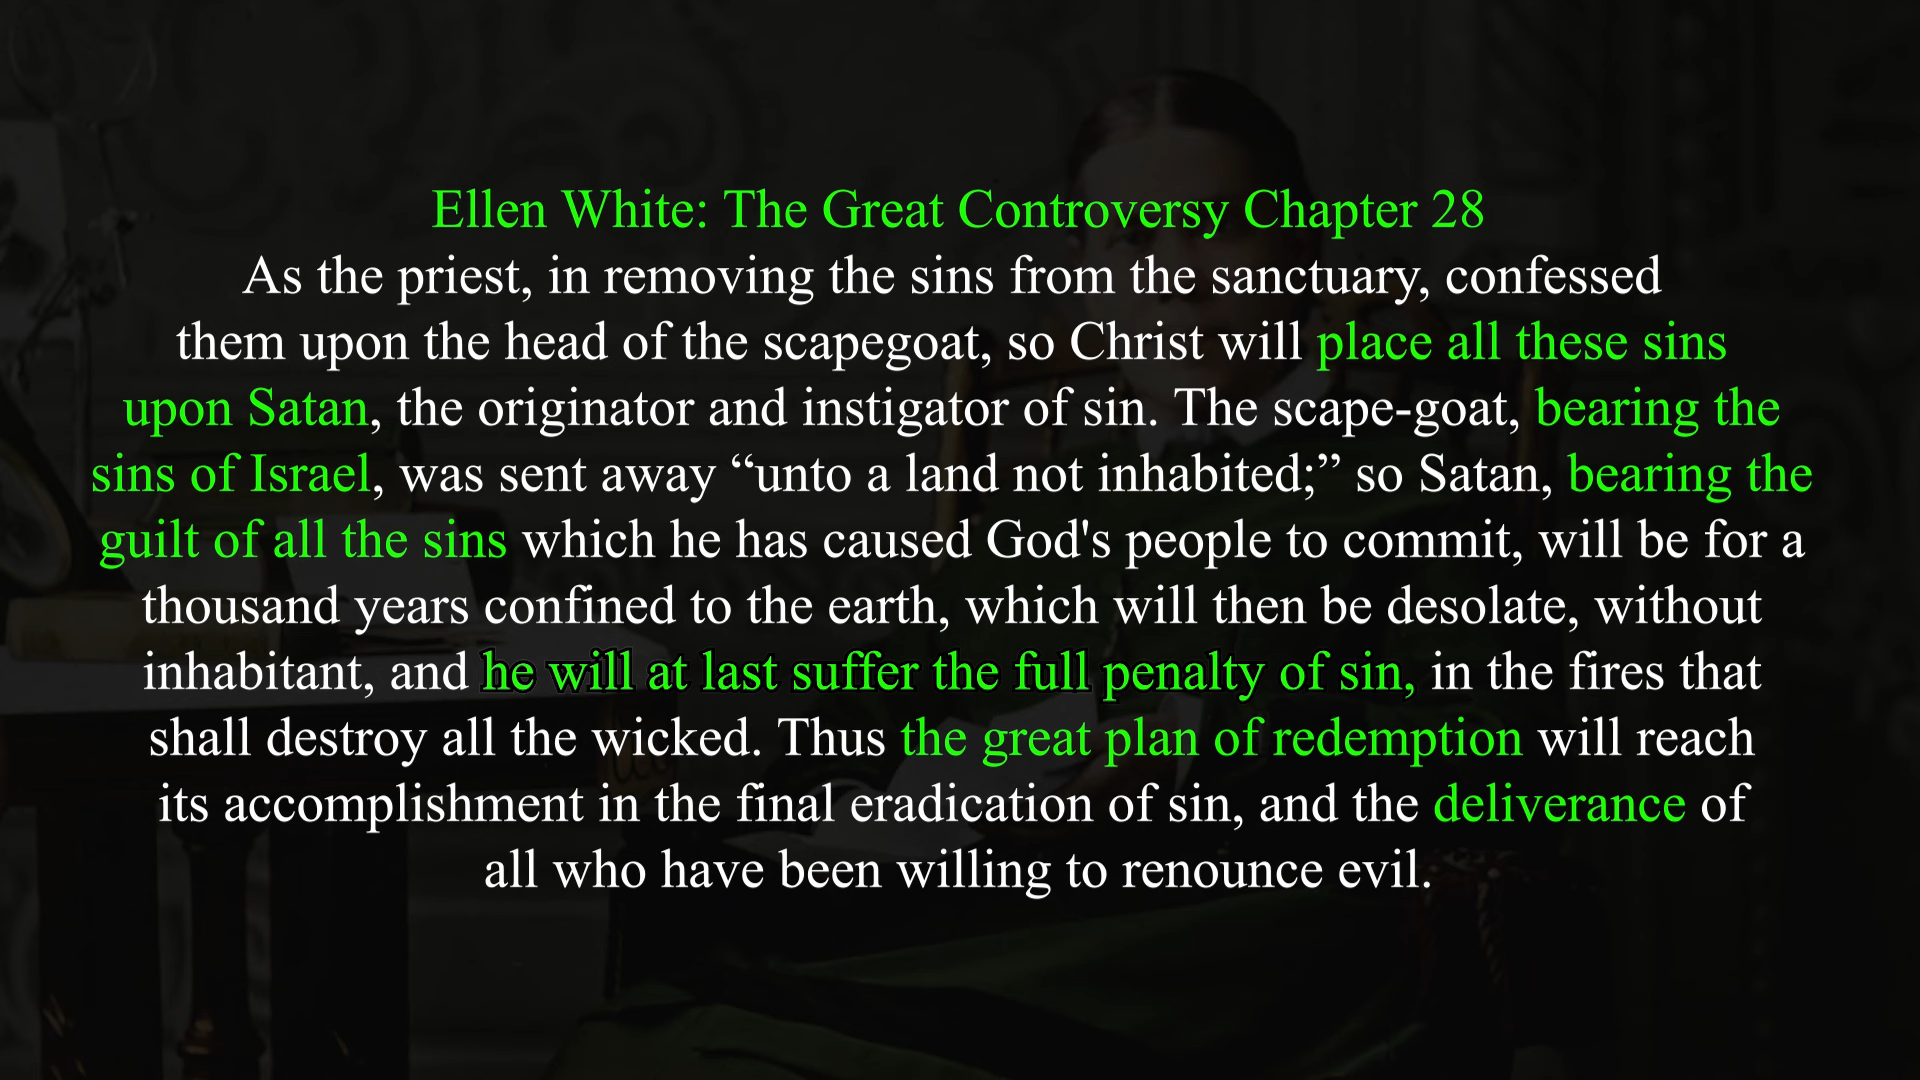 Ellen White: The Great Controversy Chapter 28
As the priest, in removing the sins from the sanctuary, confessed
them upon the head of the scapegoat, so Christ will place all these sins
upon Satan, the originator and instigator of sin. The scape-goat, bearing the
sins of Israel, was sent away “unto a land not inhabited;” so Satan, bearing the
guilt of all the sins which he has caused God's people to commit, will be for a
thousand years confined to the earth, which will then be desolate, without
inhabitant, and he will at last suffer the full penalty of sin, in the fires that
shall destroy all the wicked. Thus the great plan of redemption will reach
its accomplishment in the final eradication of sin, and the deliverance of
all who have been willing to renounce evil.